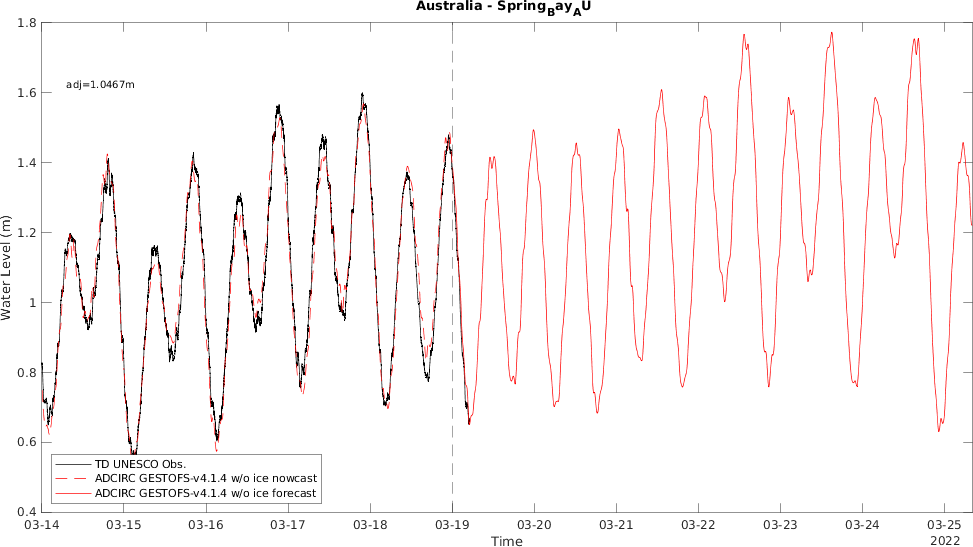 Australia - Spring_Bay_AU
adj=1.0467m
Water Level (m)
1.8
1.6
1.4
1.2
1
0.8
0.6
0.4
TD UNESCO Obs.
ADCIRC GESTOFS-v4.1.4 w/o ice nowcast
ADCIRC GESTOFS-v4.1.4 w/o ice forecast
03-14 03-15 03-16 03-17 03-18 03-19 03-20 03-21 03-22 03-23 03-24 03-25
Time
2022